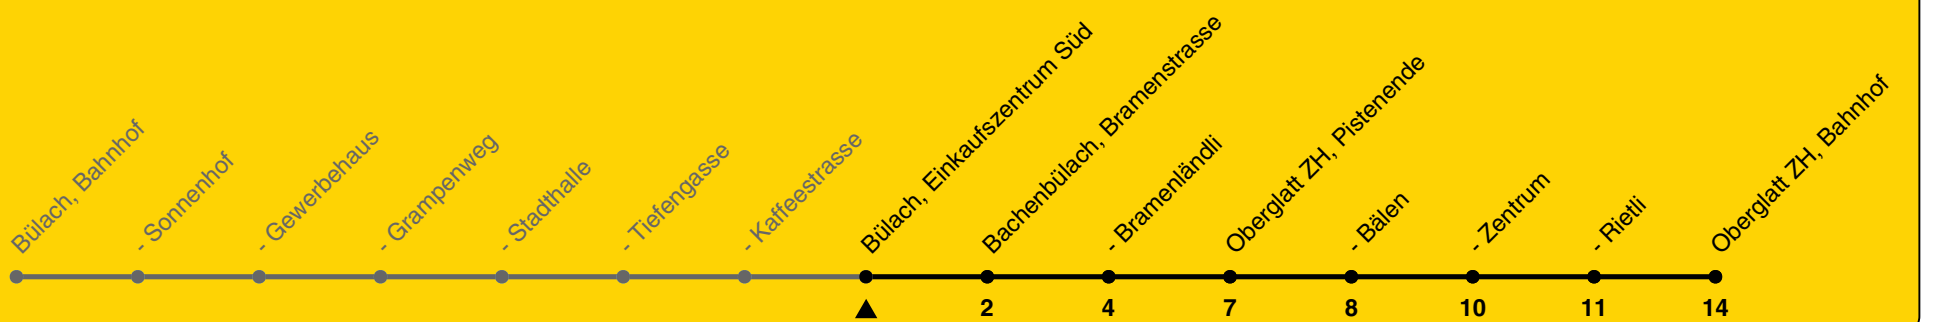 Bülach, Bahnhof
- Sonnenhof
- Gewerbehaus
- Grampenweg
- Stadthalle
- Tiefengasse
- Kaffeestrasse
Bülach, Einkaufszentrum Süd
Bachenbülach, Bramenstrasse
- Bramenländli
Oberglatt ZH, Pistenende
- Bälen
- Zentrum
- Rietli
Oberglatt ZH, Bahnhof
2 4 7 8 10 11 14